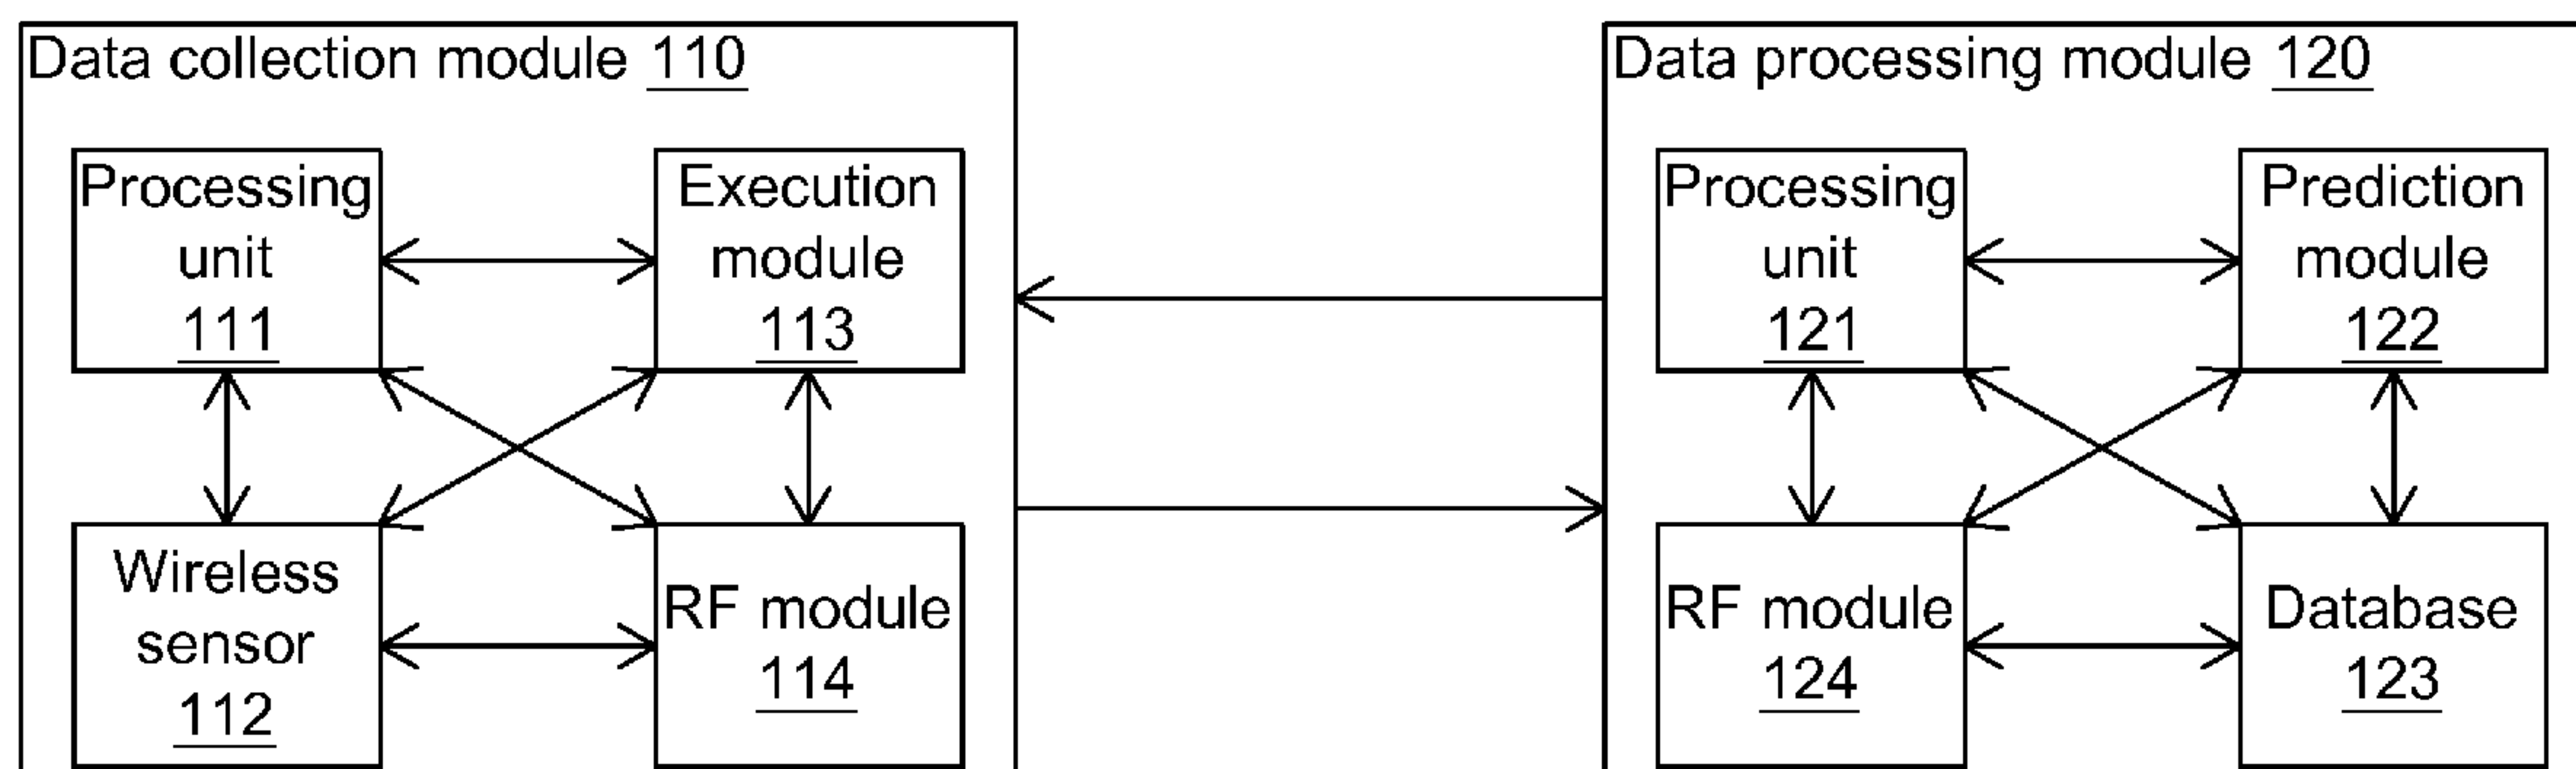 Data collection module 110
Processing
unit
111
Execution
module
113
Wireless
sensor
112
RF module
114
Data processing module 120
Processing
unit
121
Prediction
module
122
RF module
124
Database
123